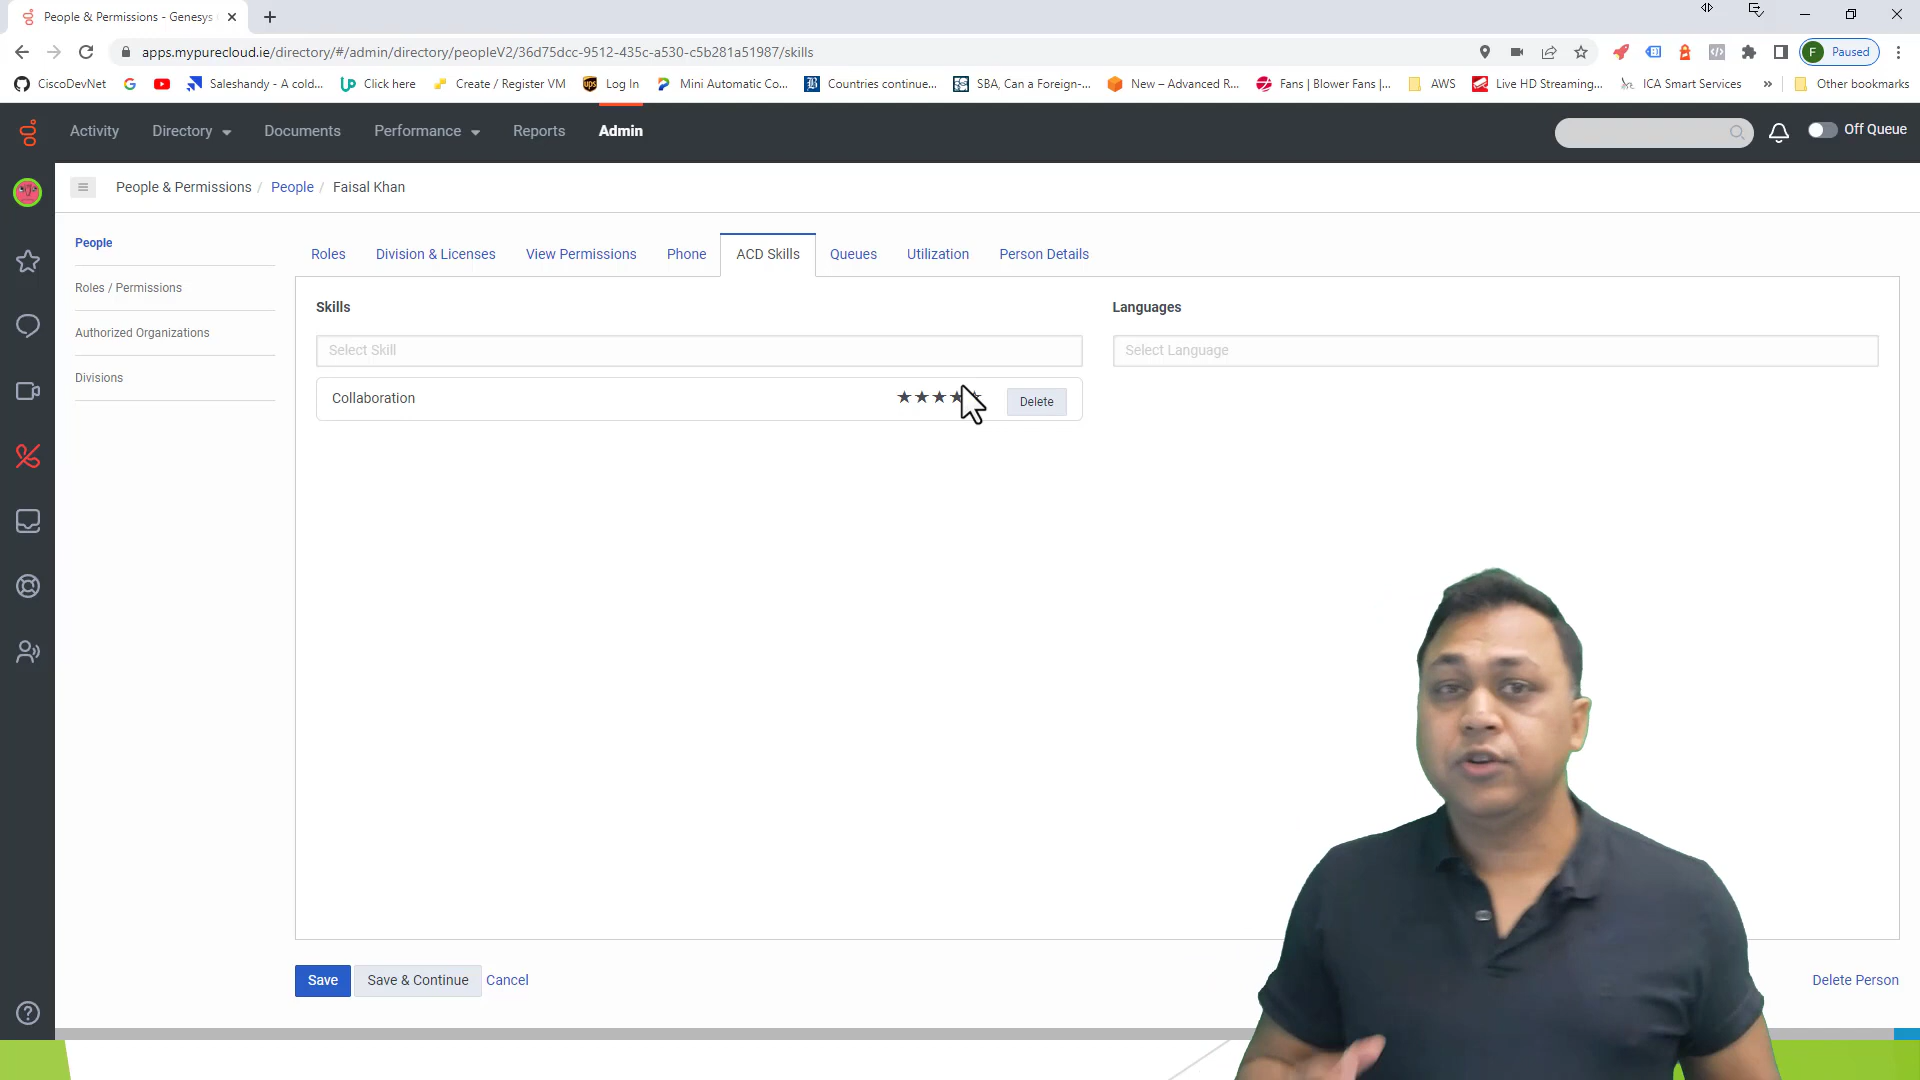 People & Permissions - Genesys
apps.mypurecloud.ie/directory/#/admin/directory/peopleV2/36d75dcc-9512-435c-a530-c5b281a51987/skills
F Paused
CiscoDevNet
Saleshandy - A cold...
Click here
Create / Register VM
Log In
Mini Automatic Co...
Countries continue...
SBA, Can a Foreign-...
New – Advanced R...
Fans | Blower Fans |...
AWS
Live HD Streaming...
ICA Smart Services
»
Other bookmarks
Activity
Directory
Documents
Performance
Reports
Admin
Off Queue
People & Permissions / People / Faisal Khan
People
Roles / Permissions
Authorized Organizations
Divisions
Roles
Division & Licenses
View Permissions
Phone
ACD Skills
Queues
Utilization
Person Details
Skills
Select Skill
Collaboration
Delete
Languages
Select Language
Save
Save & Continue
Cancel
Delete Person